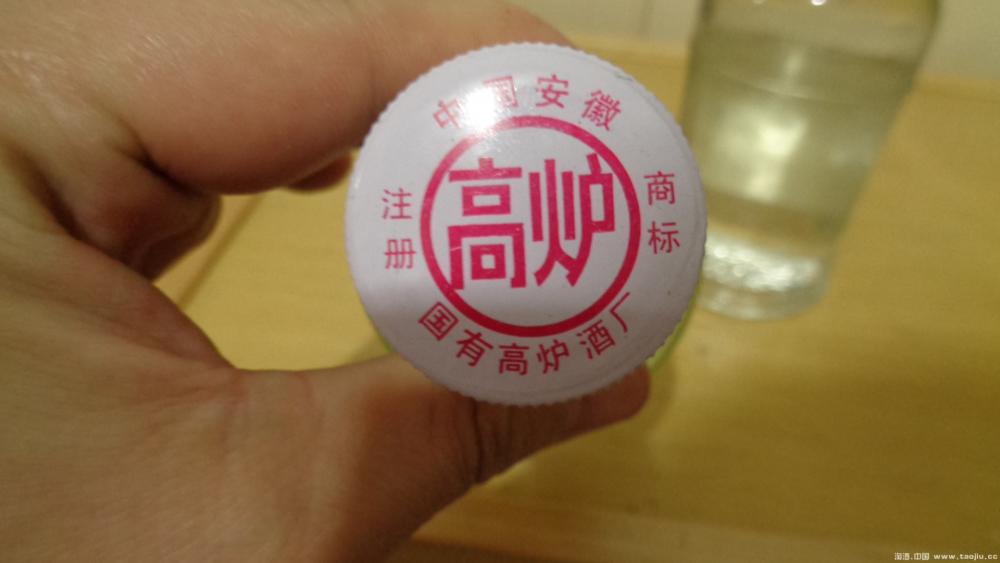 中国安徽
注册
高炉
商标
国有高炉酒厂
淘酒.中国 www.taojiu.cc